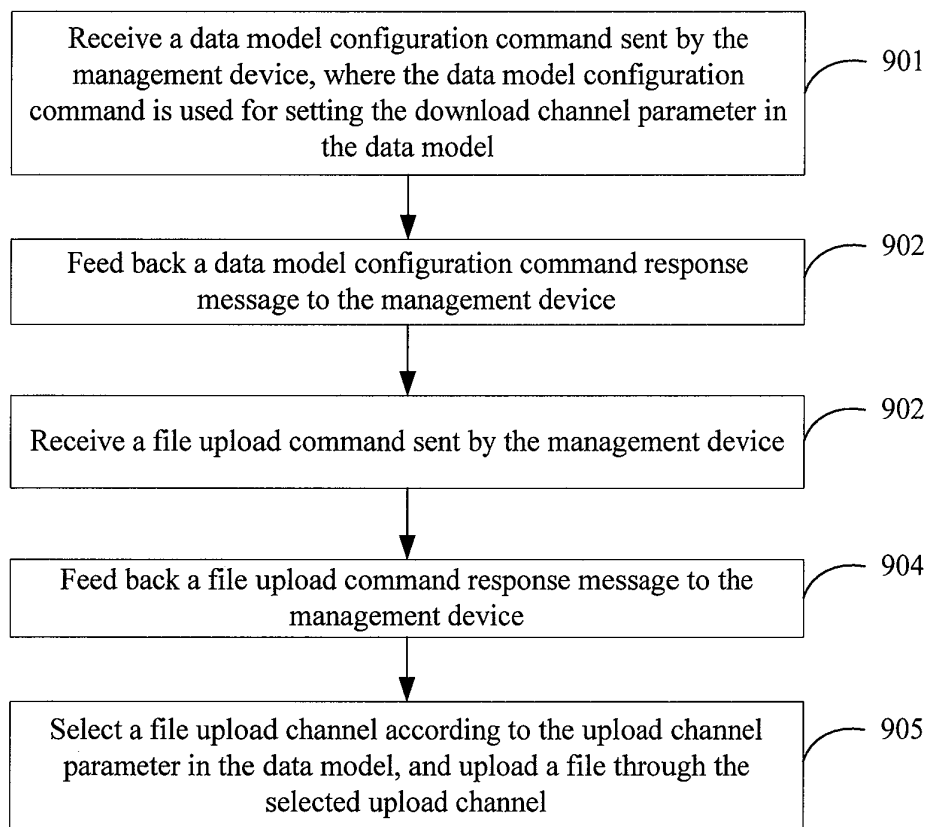 Receive a data model configuration command sent by the
management device, where the data model configuration
command is used for setting the download channel parameter in
the data model
901
Feed back a data model configuration command response
message to the management device
902
Receive a file upload command sent by the management device
902
Feed back a file upload command response message to the
management device
904
Select a file upload channel according to the upload channel
parameter in the data model, and upload a file through the
selected upload channel
905